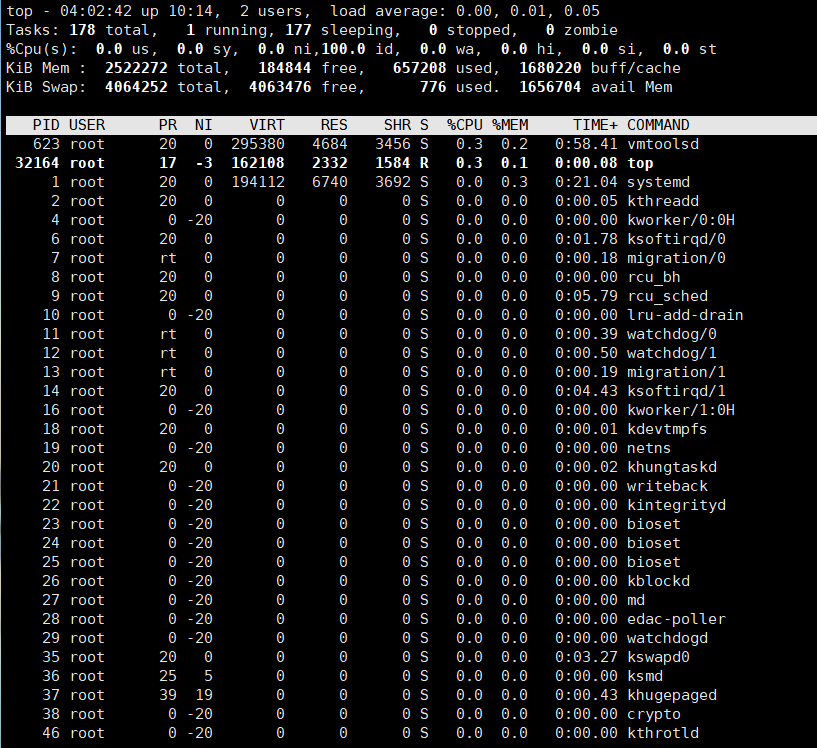 top - 04:02:42 up 10:14,  2 users,  load average: 0.00, 0.01, 0.05
Tasks: 178 total,   1 running, 177 sleeping,   0 stopped,   0 zombie
%Cpu(s):  0.0 us,  0.0 sy,  0.0 ni,100.0 id,  0.0 wa,  0.0 hi,  0.0 si,  0.0 st
KiB Mem :  2522272 total,   184844 free,   657208 used,  1680220 buff/cache
KiB Swap:  4064252 total,  4063476 free,      776 used.  1656704 avail Mem
PID USER      PR  NI    VIRT    RES    SHR S  %CPU %MEM     TIME+ COMMAND
623 root      20   0  295380   4684   3456 S   0.3  0.2   0:58.41 vmtoolsd
32164 root      17  -3  162108   2332   1584 R   0.3  0.1   0:00.08 top
1 root      20   0  194112   6740   3692 S   0.0  0.3   0:21.04 systemd
2 root      20   0       0      0      0 S   0.0  0.0   0:00.05 kthreadd
4 root       0 -20       0      0      0 S   0.0  0.0   0:00.00 kworker/0:0H
6 root      20   0       0      0      0 S   0.0  0.0   0:01.78 ksoftirqd/0
7 root      rt   0       0      0      0 S   0.0  0.0   0:00.18 migration/0
8 root      20   0       0      0      0 S   0.0  0.0   0:00.00 rcu_bh
9 root      20   0       0      0      0 S   0.0  0.0   0:05.79 rcu_sched
10 root       0 -20       0      0      0 S   0.0  0.0   0:00.00 lru-add-drain
11 root      rt   0       0      0      0 S   0.0  0.0   0:00.39 watchdog/0
12 root      rt   0       0      0      0 S   0.0  0.0   0:00.50 watchdog/1
13 root      rt   0       0      0      0 S   0.0  0.0   0:00.19 migration/1
14 root      20   0       0      0      0 S   0.0  0.0   0:04.43 ksoftirqd/1
16 root       0 -20       0      0      0 S   0.0  0.0   0:00.00 kworker/1:0H
18 root      20   0       0      0      0 S   0.0  0.0   0:00.01 kdevtmpfs
19 root       0 -20       0      0      0 S   0.0  0.0   0:00.00 netns
20 root      20   0       0      0      0 S   0.0  0.0   0:00.02 khungtaskd
21 root       0 -20       0      0      0 S   0.0  0.0   0:00.00 writeback
22 root       0 -20       0      0      0 S   0.0  0.0   0:00.00 kintegrityd
23 root       0 -20       0      0      0 S   0.0  0.0   0:00.00 bioset
24 root       0 -20       0      0      0 S   0.0  0.0   0:00.00 bioset
25 root       0 -20       0      0      0 S   0.0  0.0   0:00.00 bioset
26 root       0 -20       0      0      0 S   0.0  0.0   0:00.00 kblockd
27 root       0 -20       0      0      0 S   0.0  0.0   0:00.00 md
28 root       0 -20       0      0      0 S   0.0  0.0   0:00.00 edac-poller
29 root       0 -20       0      0      0 S   0.0  0.0   0:00.00 watchdogd
35 root      20   0       0      0      0 S   0.0  0.0   0:03.27 kswapd0
36 root      25   5       0      0      0 S   0.0  0.0   0:00.00 ksmd
37 root      39  19       0      0      0 S   0.0  0.0   0:00.43 khugepaged
38 root       0 -20       0      0      0 S   0.0  0.0   0:00.00 crypto
46 root       0 -20       0      0      0 S   0.0  0.0   0:00.00 kthrotld